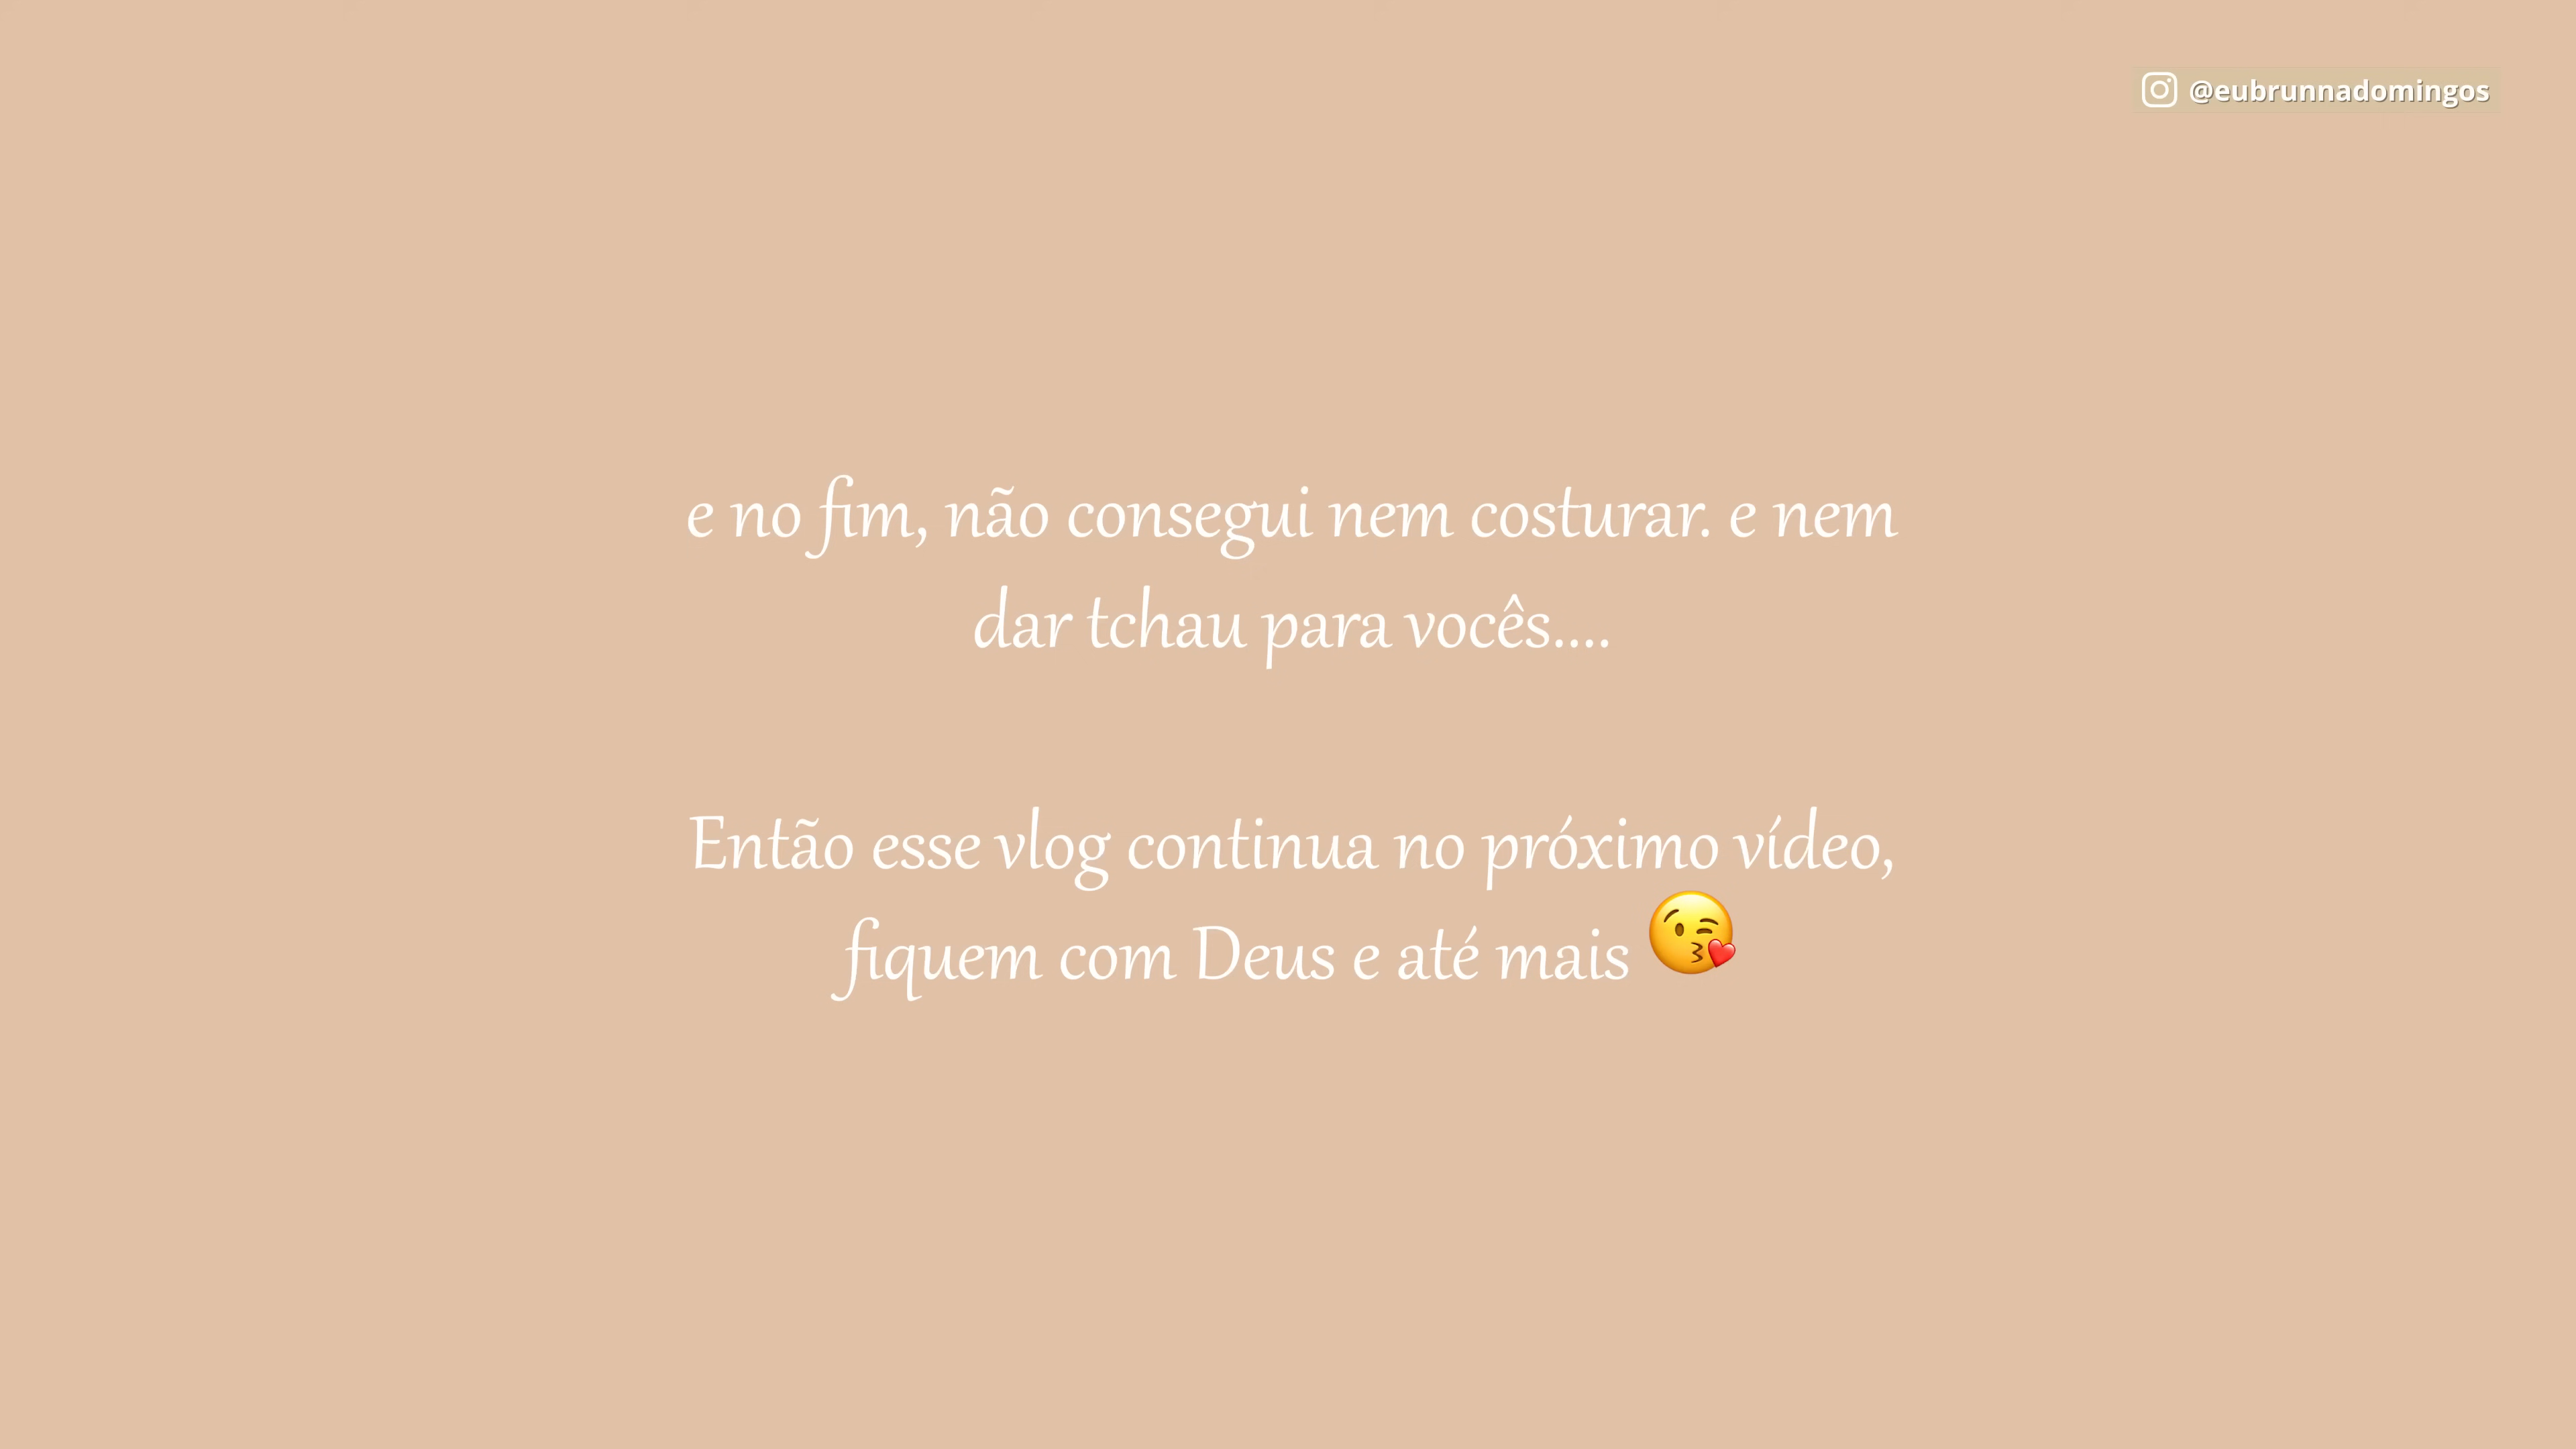 @eubrunnadomingos
e no fim, não consegui nem costurar. e nem
dar tchau para vocês....
Então esse vlog continua no próximo vídeo,
fiquem com Deus e até mais 😘